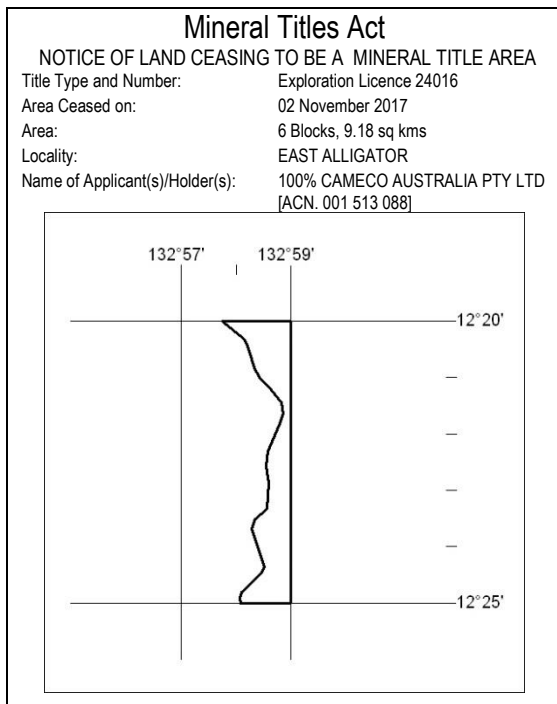 Mineral Titles Act
NOTICE OF LAND CEASING TO BE A MINERAL TITLE AREA
Title Type and Number: Exploration Licence 24016
Area Ceased on: 02 November 2017
Area: 6 Blocks, 9.18 sq kms
Locality: EAST ALLIGATOR
Name of Applicant(s)/Holder(s): 100% CAMECO AUSTRALIA PTY LTD
[ACN. 001 513 088]
132°57' 132°59'
12°20'
12°25'